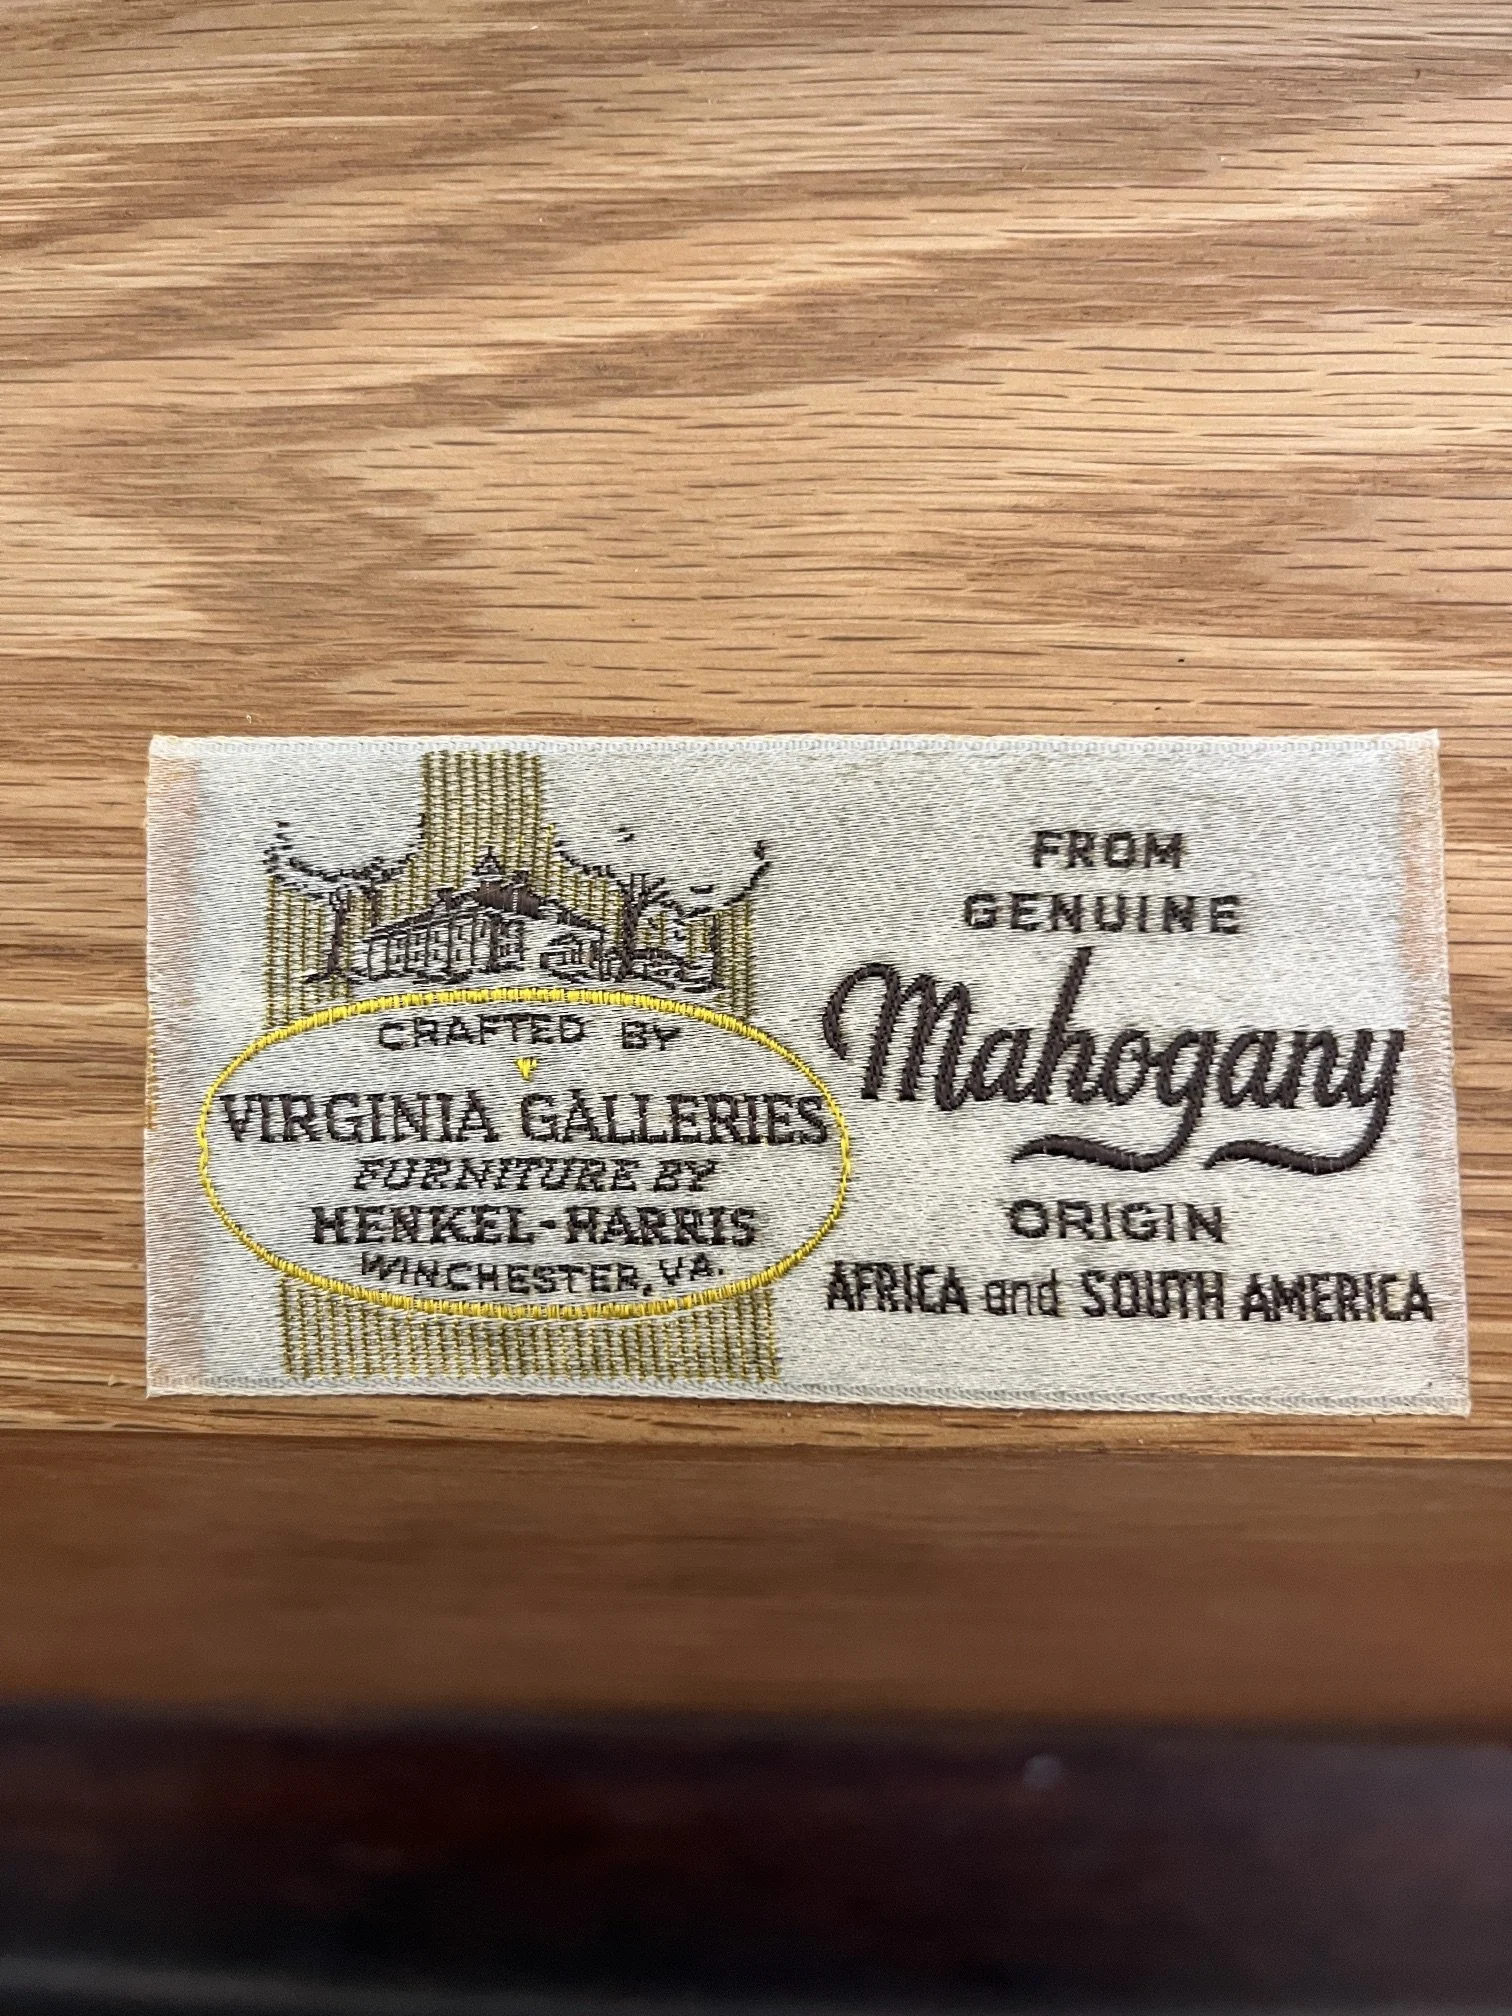 CRAFTED BY
VIRGINIA GALLERIES
FURNITURE BY
HENKEL-HARRIS
WINCHESTER, VA.
FROM
GENUINE
Mahogany
ORIGIN
AFRICA and SOUTH AMERICA